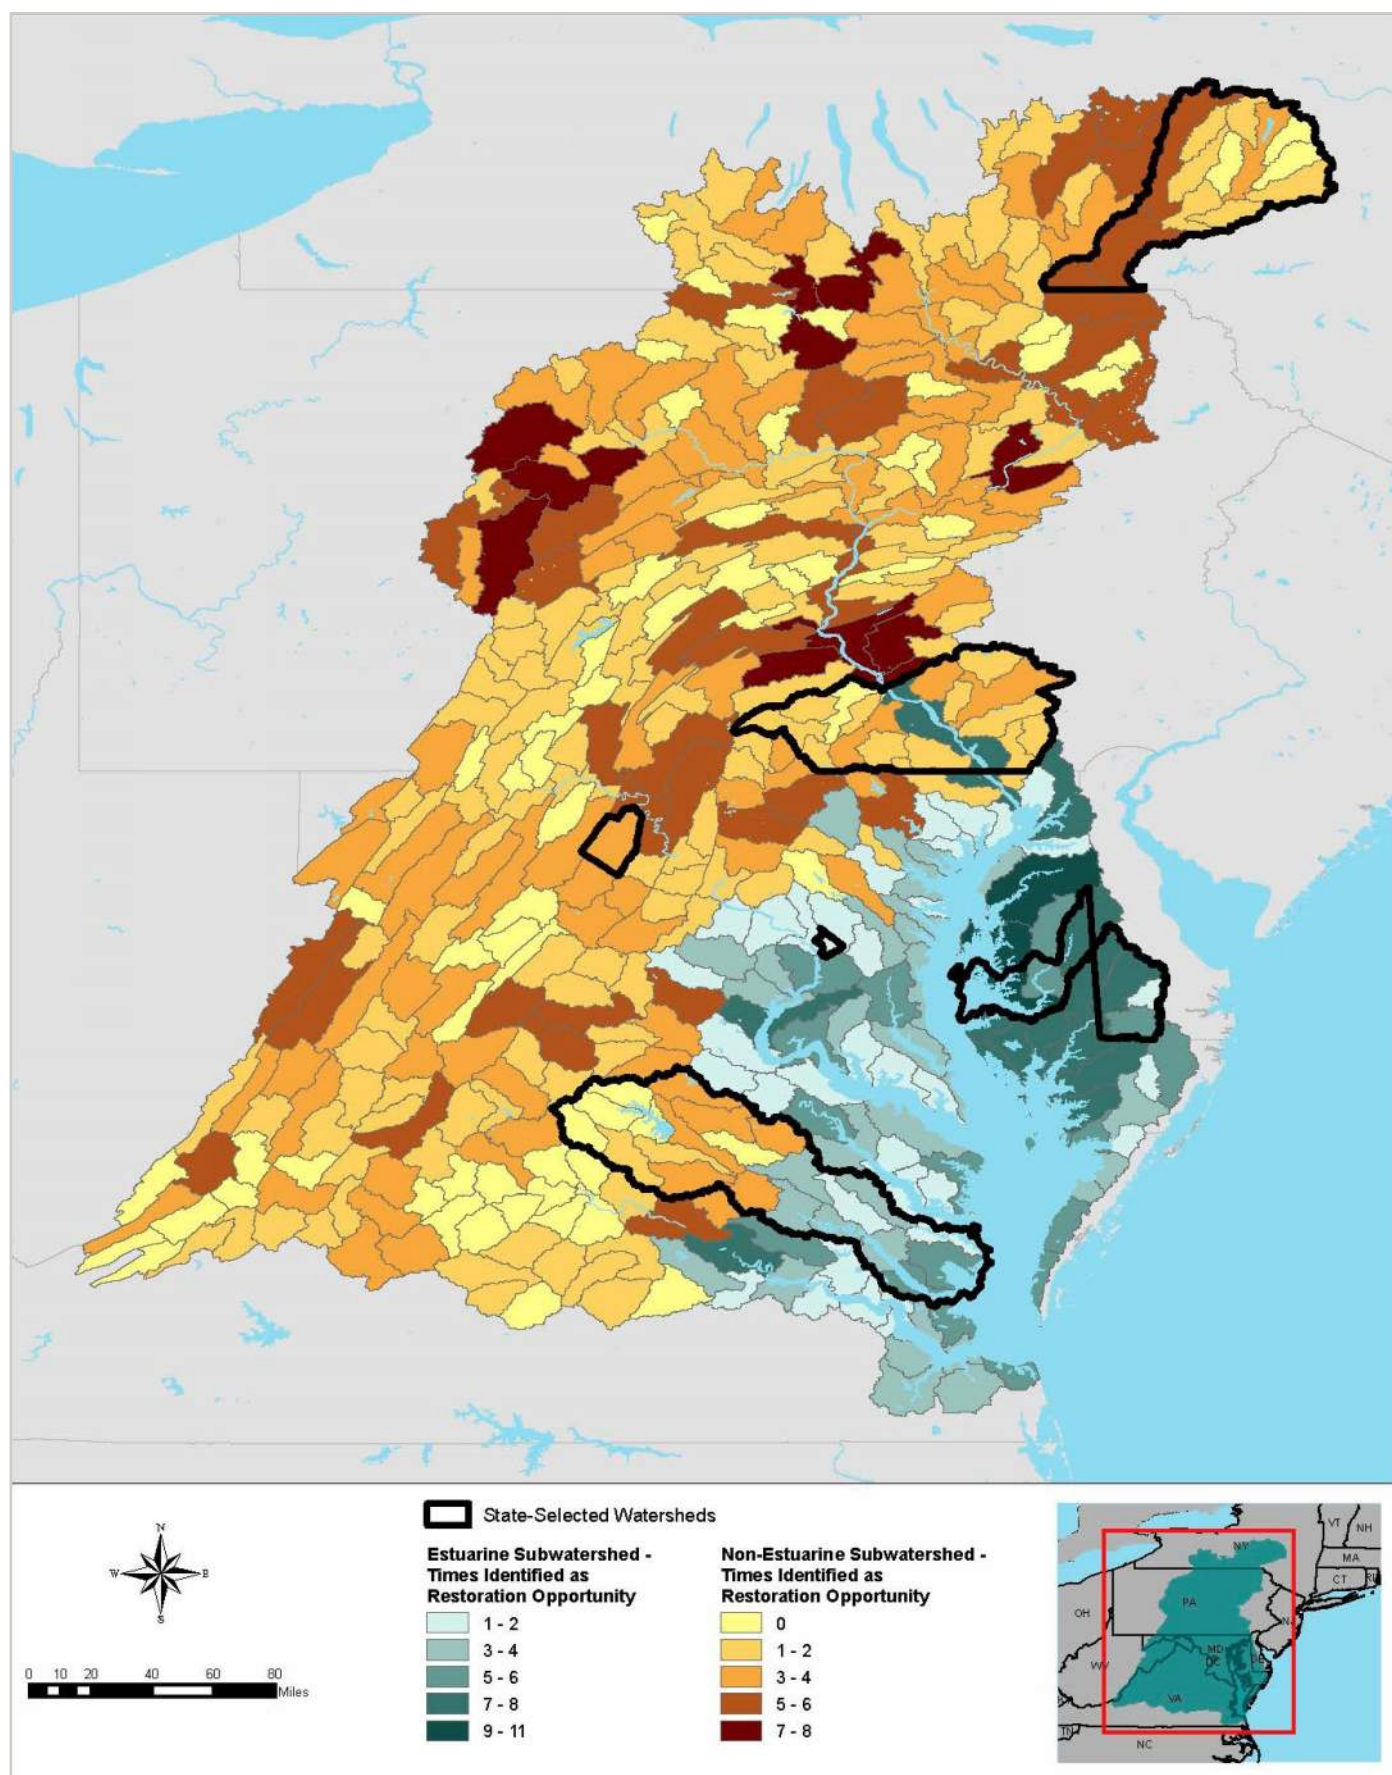 State-Selected Watersheds
Estuarine Subwatershed -
Times Identified as
Restoration Opportunity
1 - 2
3 - 4
5 - 6
7 - 8
9 - 11
Non-Estuarine Subwatershed -
Times Identified as
Restoration Opportunity
0
1 - 2
3 - 4
5 - 6
7 - 8
N
W E
S
0 10 20 40 60 80
Miles
VT NH
NY
MA
CT
PA
OH
MD
DC
DE
WV
VA
TN
NC